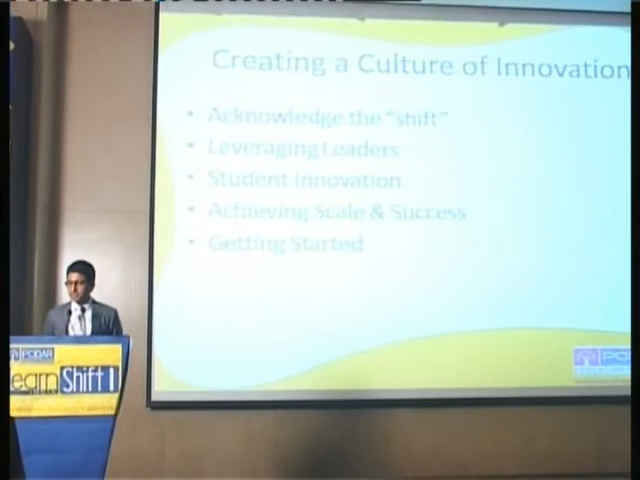 Creating a Culture of Innovation
• Acknowledge the "shift"
• Leveraging Leaders
• Student Innovation
• Achieving Scale & Success
• Getting Started
PODAR
earn Shift I